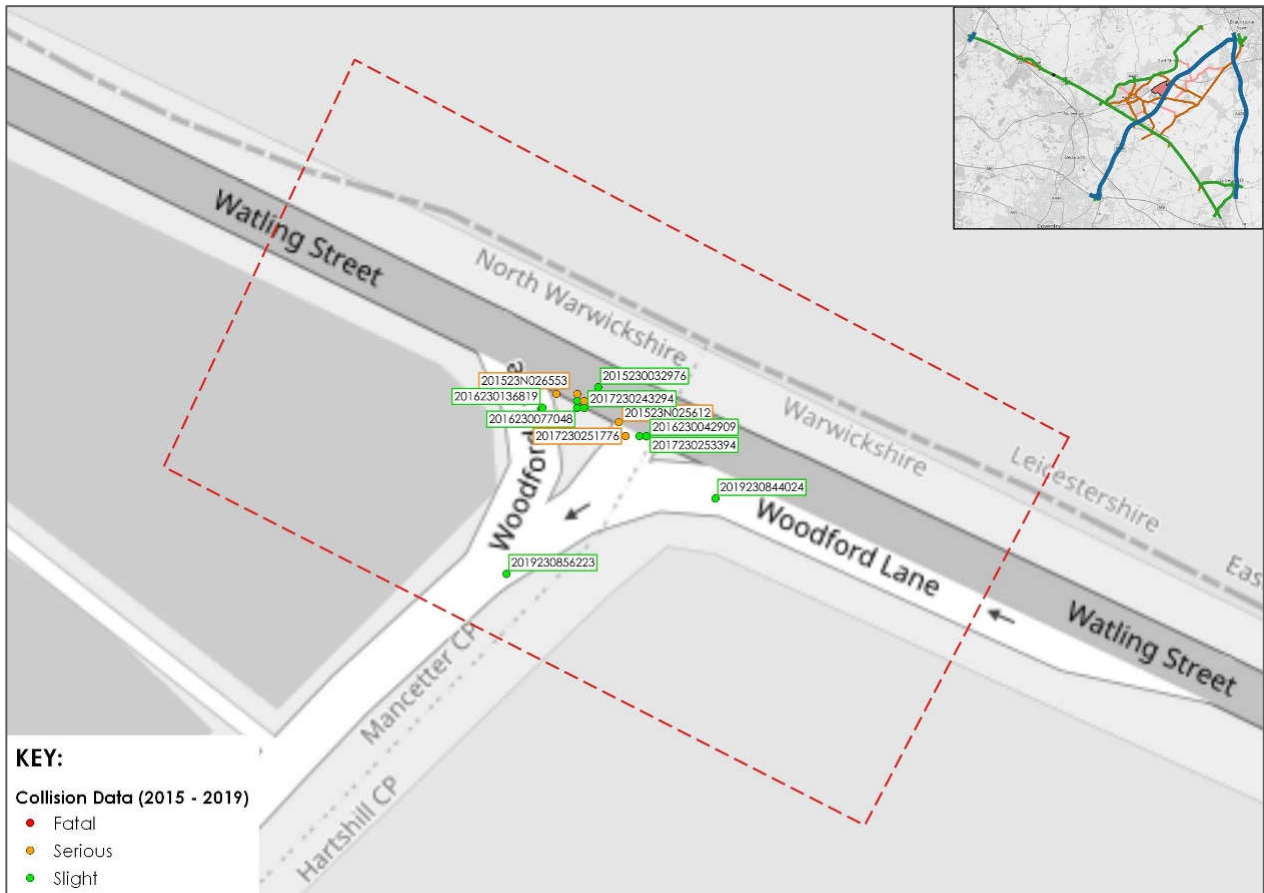 Watling Street
North Warwickshire
Warwickshire
Leicestershire
201523N026553
2015230032976
2016230136819
2017230243294
2016230077048
201523N025612
2016230042909
2017230251776
2017230253394
2019230844024
Woodford
Woodford Lane
2019230856223
Watling Street
Mancetter CP
Hartshill CP
KEY:
Collision Data (2015 - 2019)
Fatal
Serious
Slight